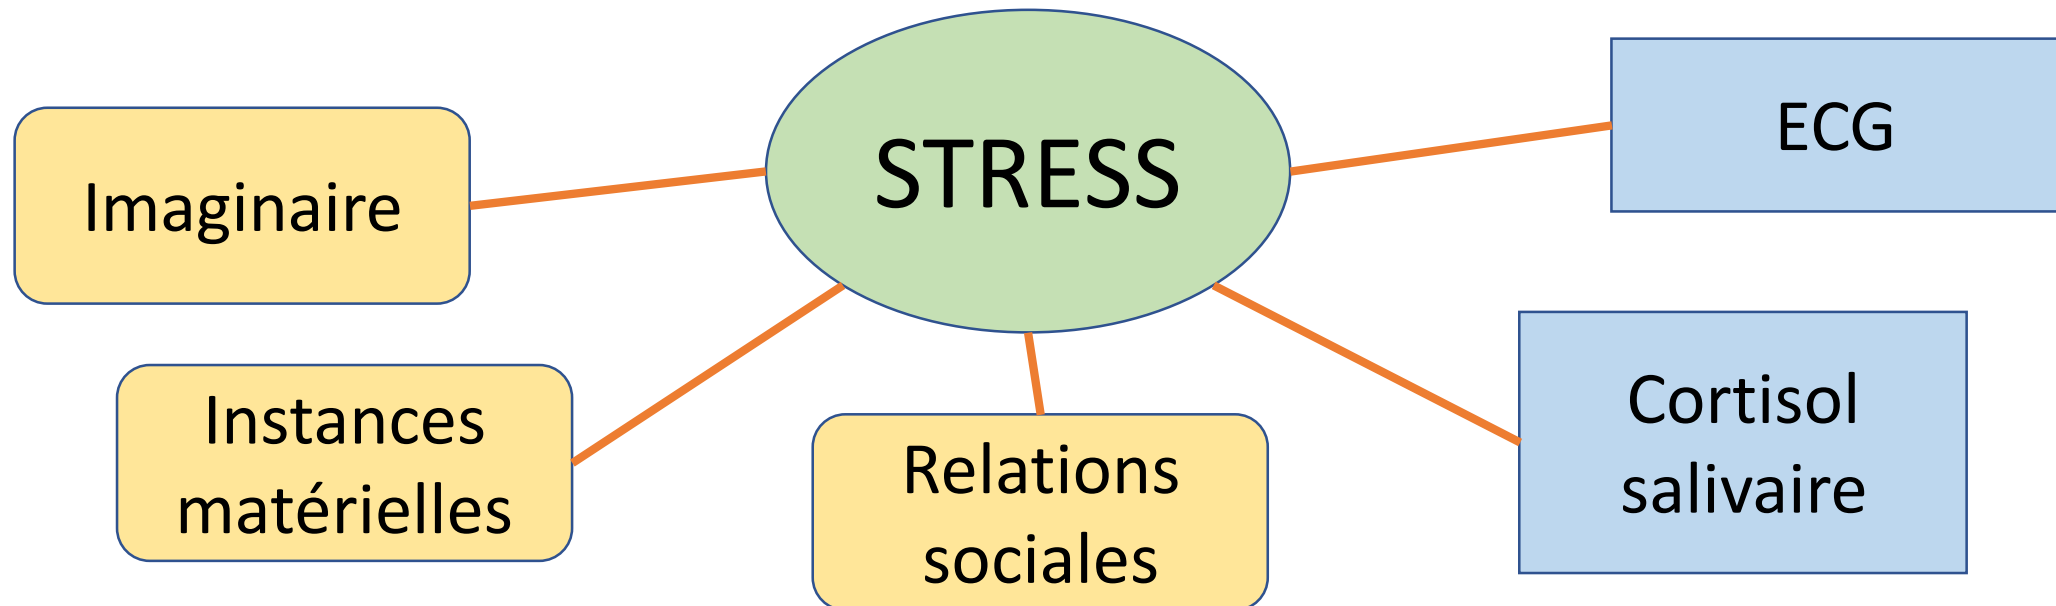 STRESS
ECG
Imaginaire
Instances
matérielles
Relations
sociales
Cortisol
salivaire